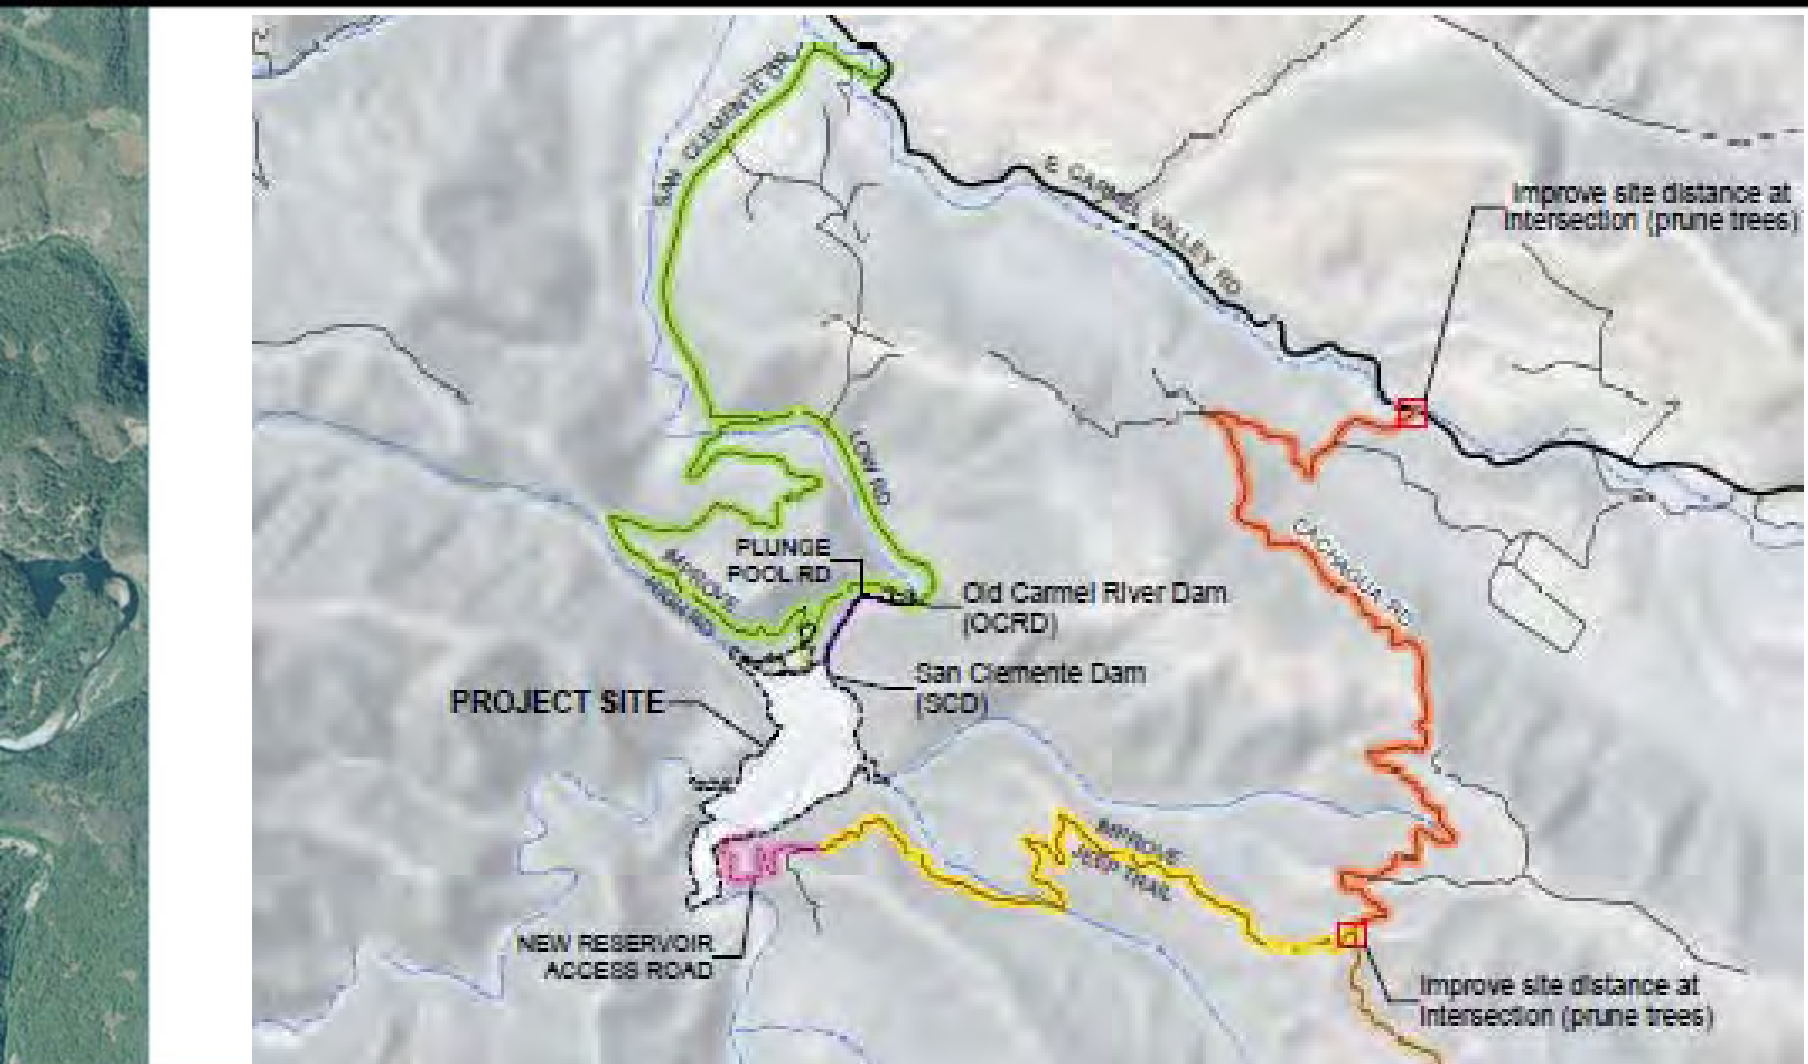 SAN CLEMENTE DR
E CARMEL VALLEY RD
Improve site distance at
Intersection (prune trees)
LOW RD
CACHAGUA RD
PLUNGE
POOL RD
IMPROVE
HIGH RD
Old Carmel River Dam
(OCRD)
San Clemente Dam
(SCD)
PROJECT SITE
IMPROVE
JEEP TRAIL
NEW RESERVOIR
ACCESS ROAD
Improve site distance at
Intersection (prune trees)